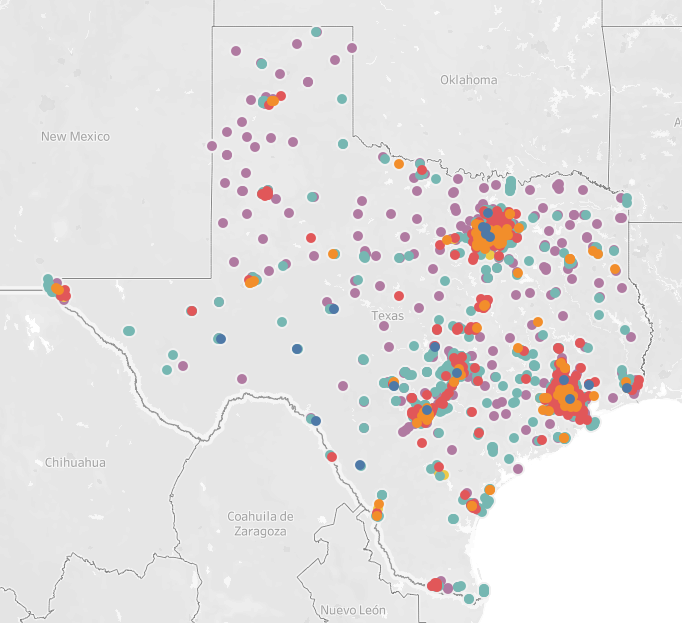 Oklahoma
New Mexico
A
Texas
Chihuahua
Coahuila de
Zaragoza
Nuevo León